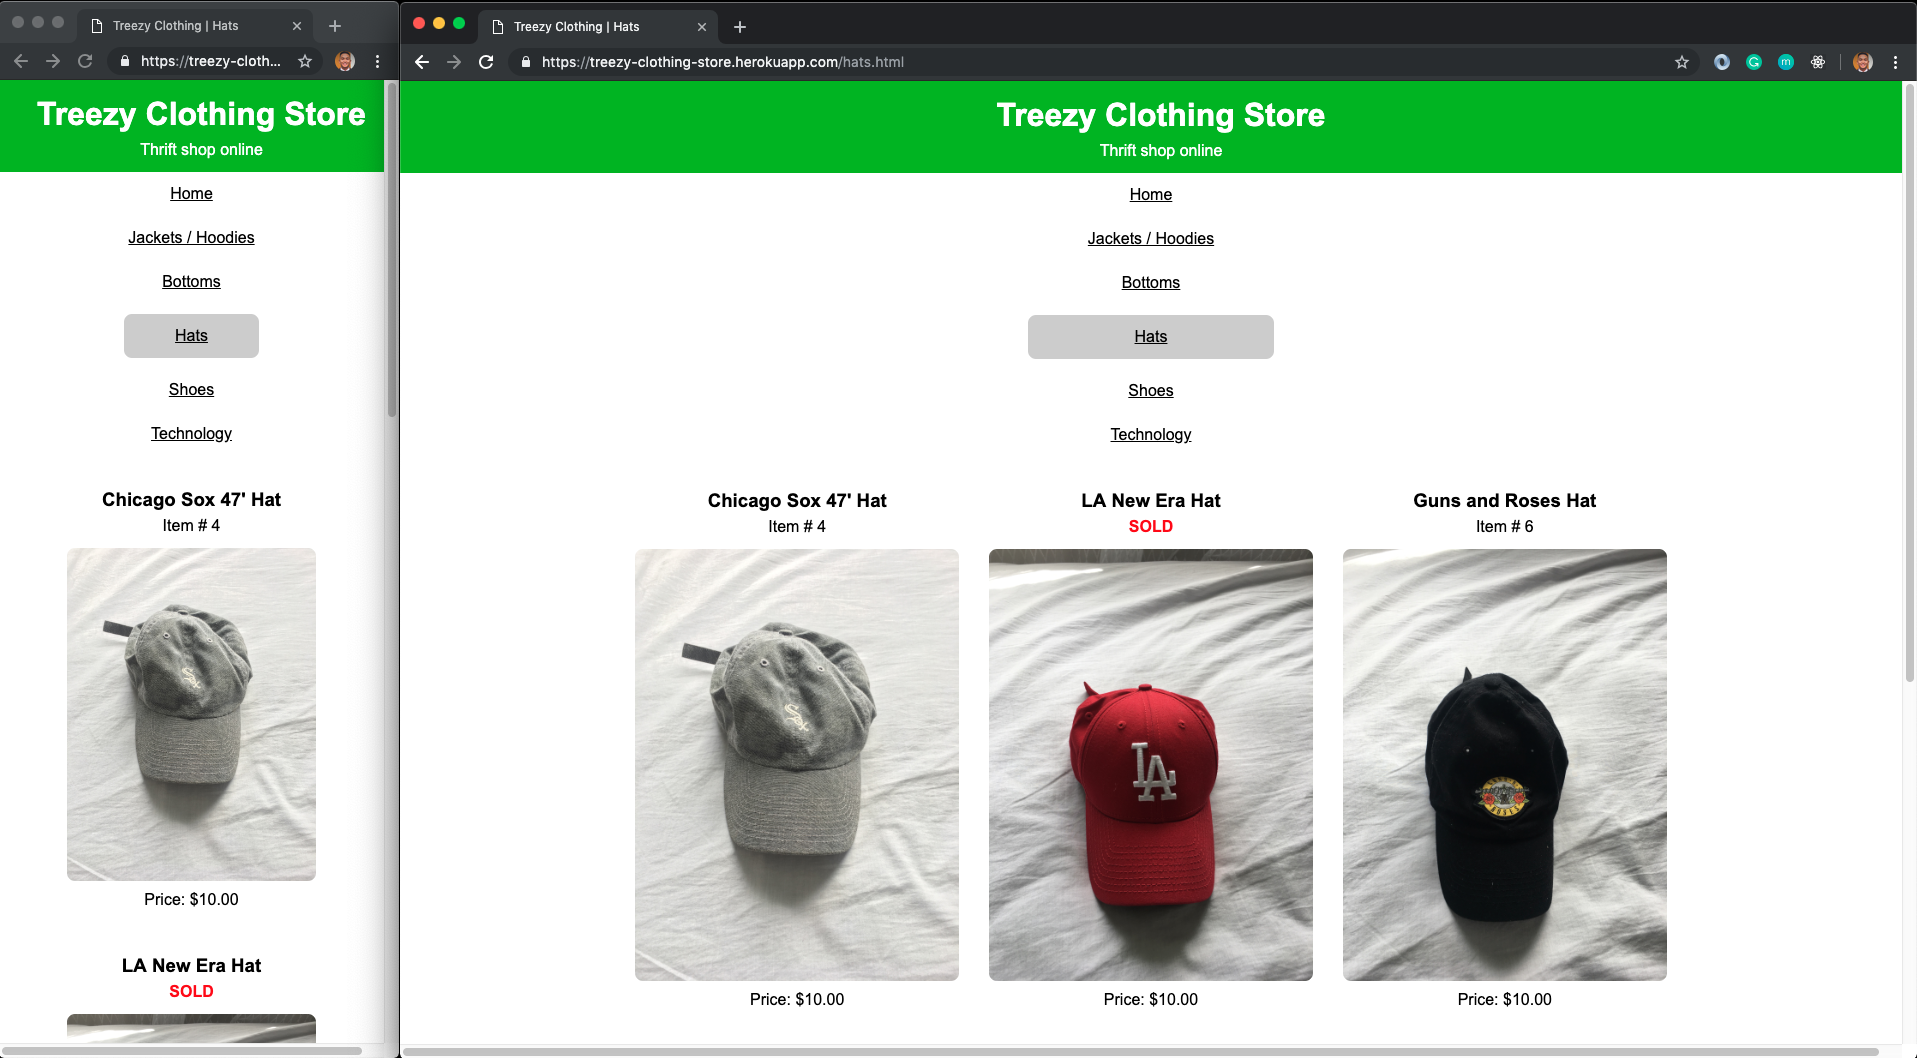 Treezy Clothing | Hats
https://treezy-cloth...
Treezy Clothing Store
Thrift shop online
Home
Jackets / Hoodies
Bottoms
Hats
Shoes
Technology
Chicago Sox 47' Hat
Item # 4
Sox
Price: $10.00
LA New Era Hat
SOLD
Treezy Clothing | Hats
https://treezy-clothing-store.herokuapp.com/hats.html
Treezy Clothing Store
Thrift shop online
Home
Jackets / Hoodies
Bottoms
Hats
Shoes
Technology
Chicago Sox 47' Hat
Item # 4
Sox
Price: $10.00
LA New Era Hat
SOLD
LA
Price: $10.00
Guns and Roses Hat
Item # 6
Price: $10.00